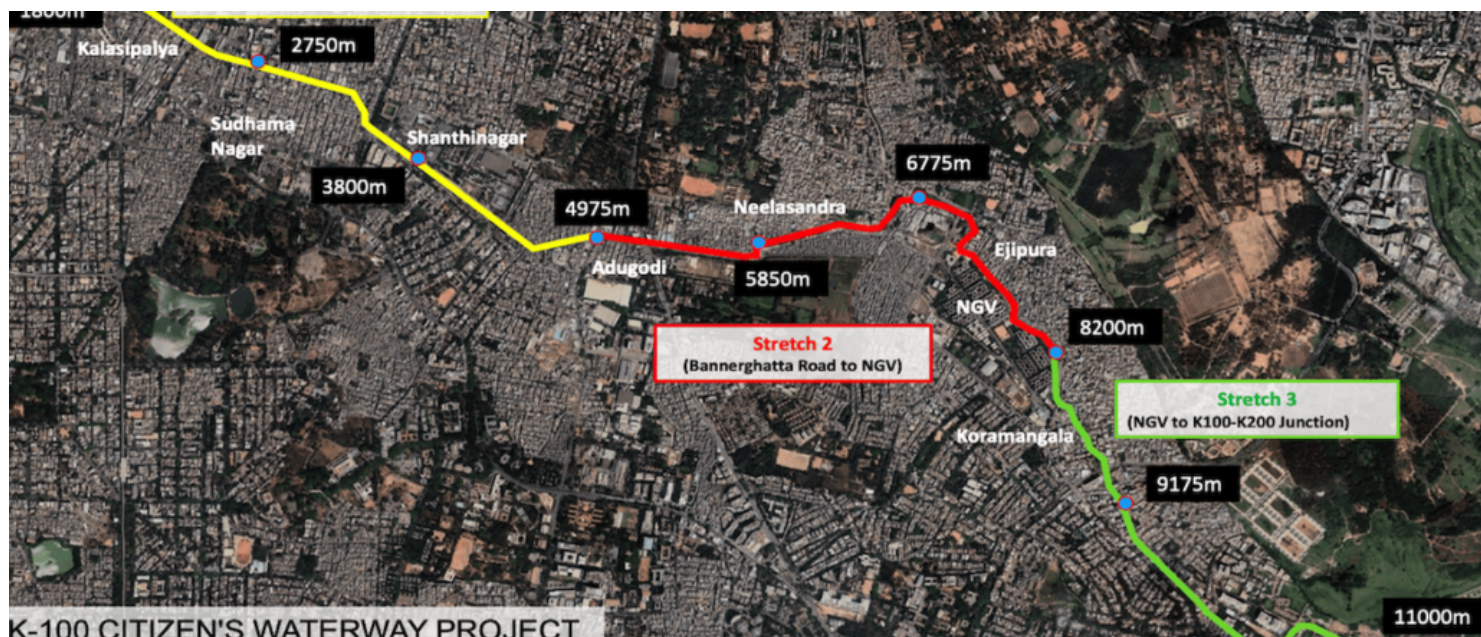 1800m
Kalasipalya
2750m
Sudhama
Nagar
Shanthinagar
3800m
4975m
Adugodi
Neelasandra
5850m
6775m
Ejipura
NGV
8200m
Stretch 2
(Bannerghatta Road to NGV)
Stretch 3
(NGV to K100-K200 Junction)
Koramangala
9175m
11000m
K-100 CITIZEN'S WATERWAY PROJECT